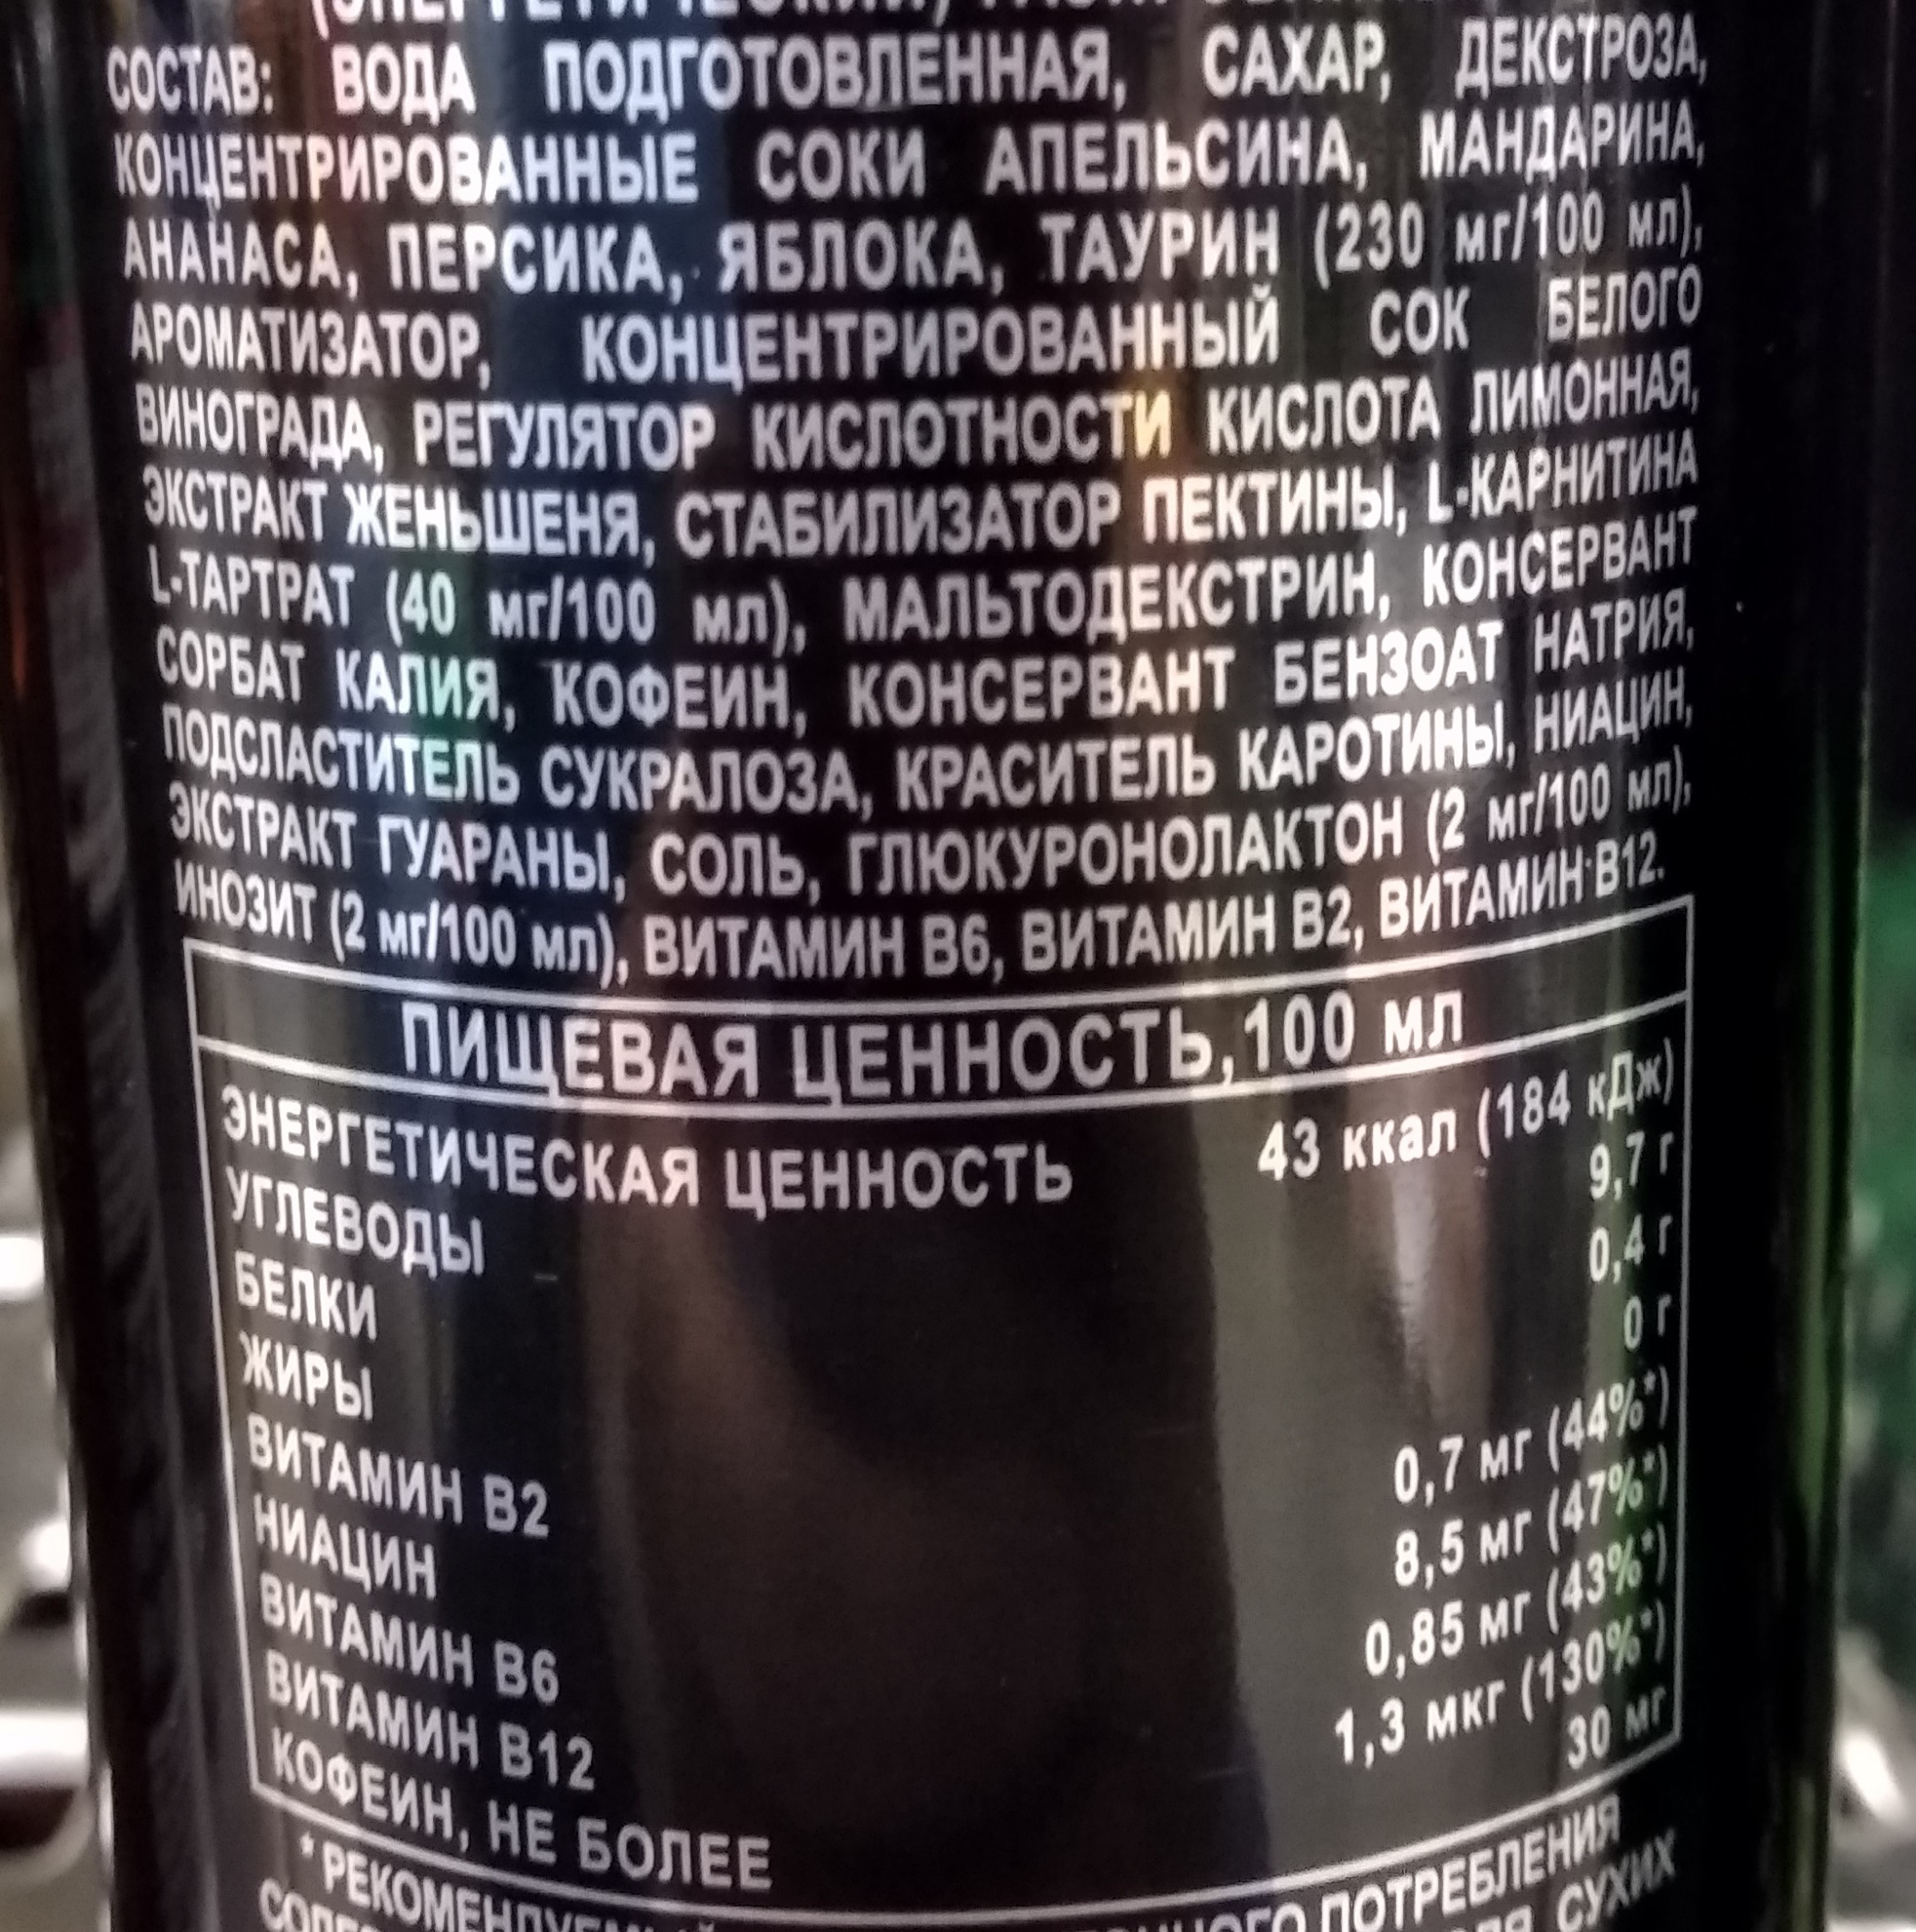 СОСТАВ: ВОДА ПОДГОТОВЛЕННАЯ, САХАР, ДЕКСТРОЗА,
КОНЦЕНТРИРОВАННЫЕ СОКИ АПЕЛЬСИНА, МАНДАРИНА,
АНАНАСА, ПЕРСИКА, ЯБЛОКА, ТАУРИН (230 мг/100 мл),
АРОМАТИЗАТОР, КОНЦЕНТРИРОВАННЫЙ СОК БЕЛОГО
ВИНОГРАДА, РЕГУЛЯТОР КИСЛОТНОСТИ КИСЛОТА ЛИМОННАЯ,
ЭКСТРАКТ ЖЕНЬШЕНЯ, СТАБИЛИЗАТОР ПЕКТИНЫ, L-КАРНИТИНА
L-ТАРТРАТ (40 мг/100 мл), МАЛЬТОДЕКСТРИН, КОНСЕРВАНТ
СОРБАТ КАЛИЯ, КОФЕИН, КОНСЕРВАНТ БЕНЗОАТ НАТРИЯ,
ПОДСЛАСТИТЕЛЬ СУКРАЛОЗА, КРАСИТЕЛЬ КАРОТИНЫ, НИАЦИН,
ЭКСТРАКТ ГУАРАНЫ, СОЛЬ, ГЛЮКУРОНОЛАКТОН (2 мг/100 мл),
ИНОЗИТ (2 мг/100 мл), ВИТАМИН В6, ВИТАМИН В2, ВИТАМИН В12.
ПИЩЕВАЯ ЦЕННОСТЬ, 100 мл
ЭНЕРГЕТИЧЕСКАЯ ЦЕННОСТЬ 43 ккал (184 кДж)
УГЛЕВОДЫ 9,7 г
БЕЛКИ 0,4 г
ЖИРЫ 0 г
ВИТАМИН В2 0,7 мг (44%*)
НИАЦИН 8,5 мг (47%*)
ВИТАМИН В6 0,85 мг (43%*)
ВИТАМИН В12 1,3 мкг (130%*)
КОФЕИН, НЕ БОЛЕЕ 30 мг
ПОТРЕБЛЕНИЯ
СУХИХ